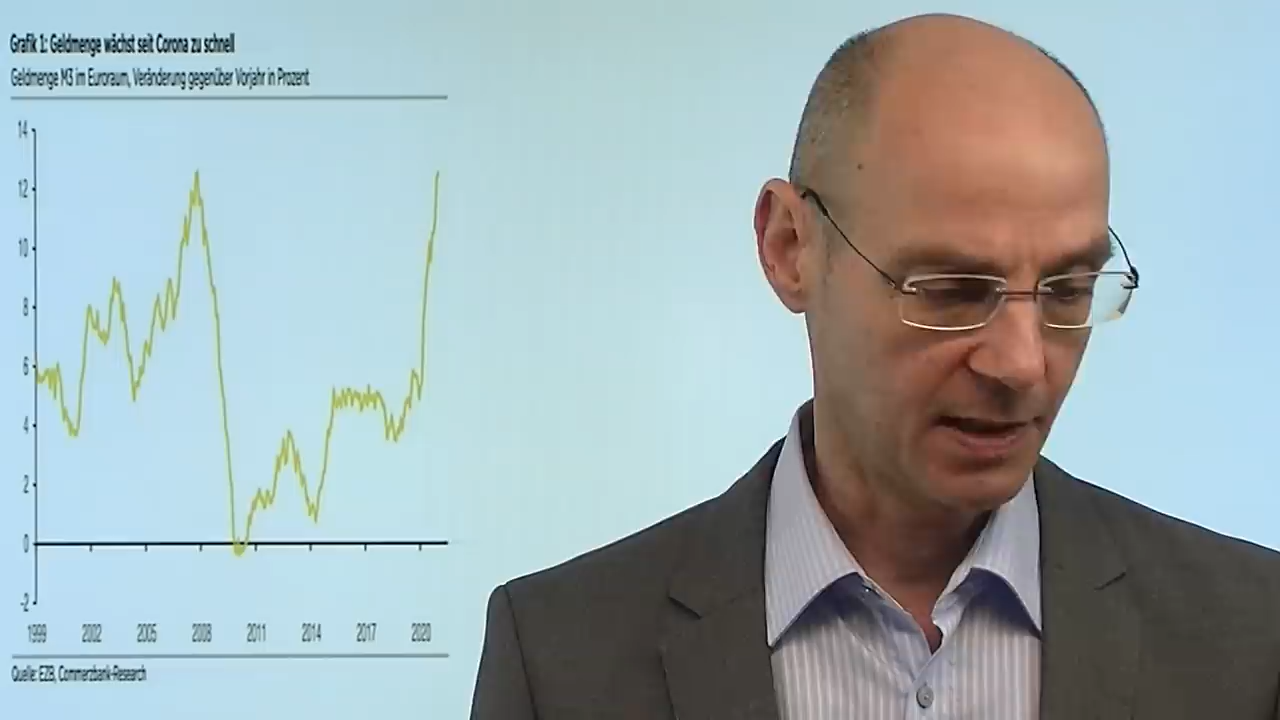 Grafik 1: Geldmenge wächst seit Corona zu schnell
Geldmenge M3 im Euroraum, Veränderung gegenüber Vorjahr in Prozent
14
12
10
8
6
4
2
0
-2
1999 2002 2005 2008 2011 2014 2017 2020
Quelle: EZB, Commerzbank-Research